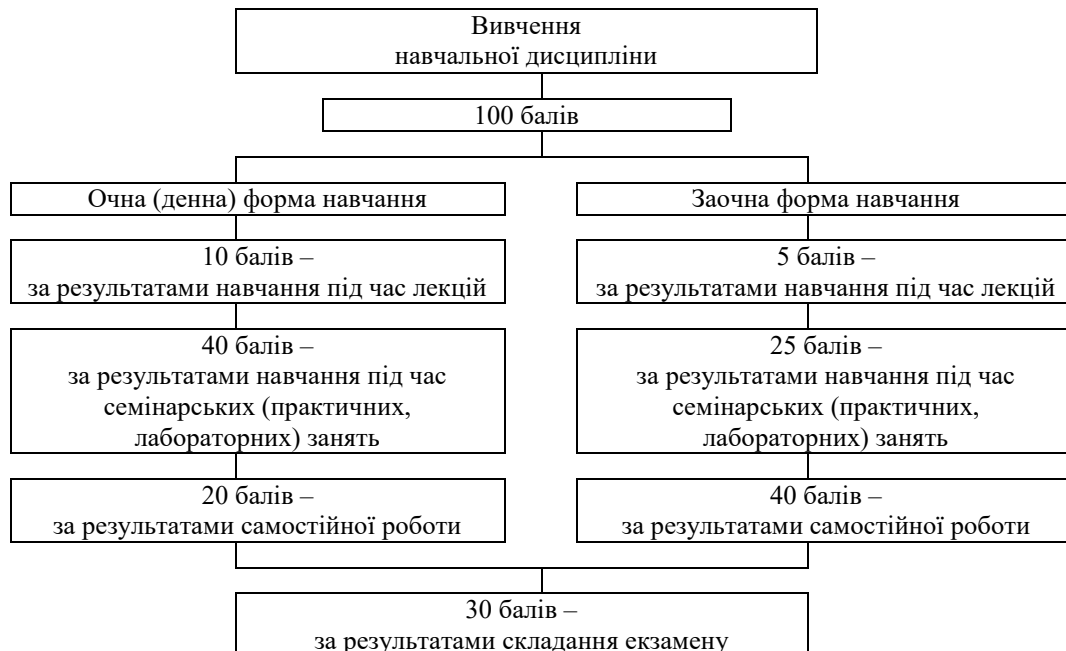 Вивчення
навчальної дисципліни
100 балів
Очна (денна) форма навчання
Заочна форма навчання
10 балів –
за результатами навчання під час лекцій
5 балів –
за результатами навчання під час лекцій
40 балів –
за результатами навчання під час
семінарських (практичних,
лабораторних) занять
25 балів –
за результатами навчання під час
семінарських (практичних,
лабораторних) занять
20 балів –
за результатами самостійної роботи
40 балів –
за результатами самостійної роботи
30 балів –
за результатами складання екзамену